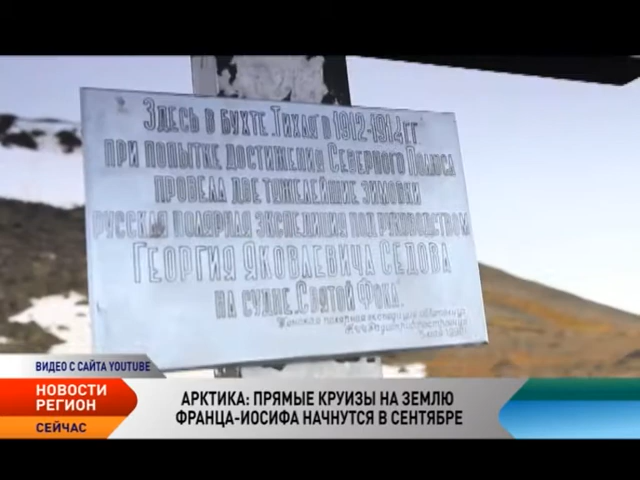 Здесь в бухте "Тихая" в 1912-1914 гг.
при попытке достижения Северного Полюса
провела две тяжелейшие зимовки
русская полярная экспедиция под руководством
Георгия Яковлевича Седова
на судне "Святой Фока".
полярная экспедиция
ВИДЕО С САЙТА YOUTUBE
НОВОСТИ
РЕГИОН
СЕЙЧАС
АРКТИКА: ПРЯМЫЕ КРУИЗЫ НА ЗЕМЛЮ
ФРАНЦА-ИОСИФА НАЧНУТСЯ В СЕНТЯБРЕ